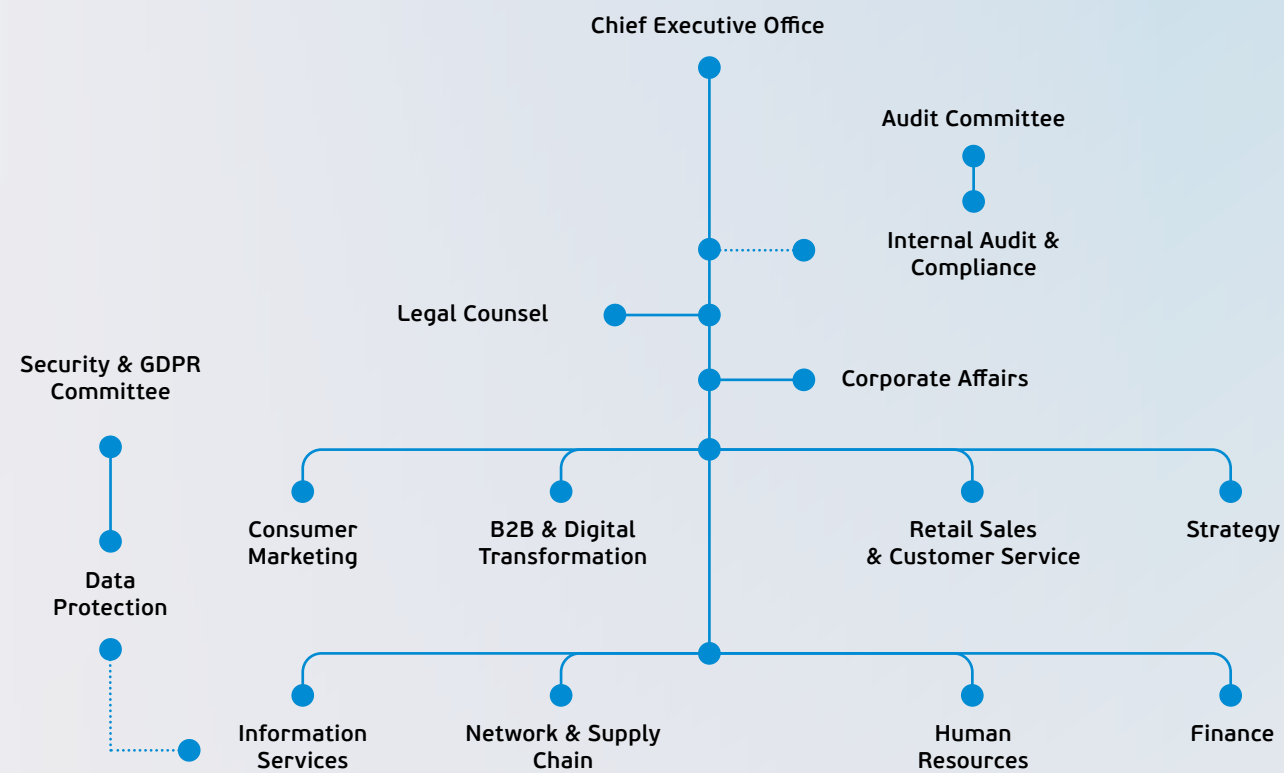 Chief Executive Office
Audit Committee
Internal Audit &
Compliance
Legal Counsel
Security & GDPR
Committee
Corporate Affairs
Consumer
Marketing
B2B & Digital
Transformation
Retail Sales
& Customer Service
Strategy
Data
Protection
Information
Services
Network & Supply
Chain
Human
Resources
Finance